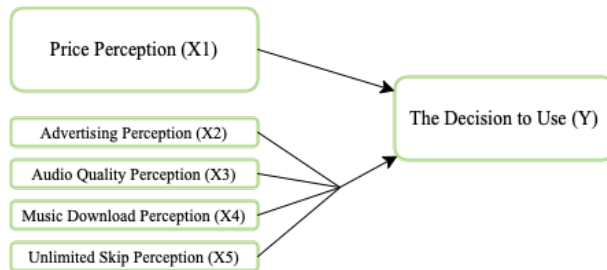 Price Perception (X1)
The Decision to Use (Y)
Advertising Perception (X2)
Audio Quality Perception (X3)
Music Download Perception (X4)
Unlimited Skip Perception (X5)